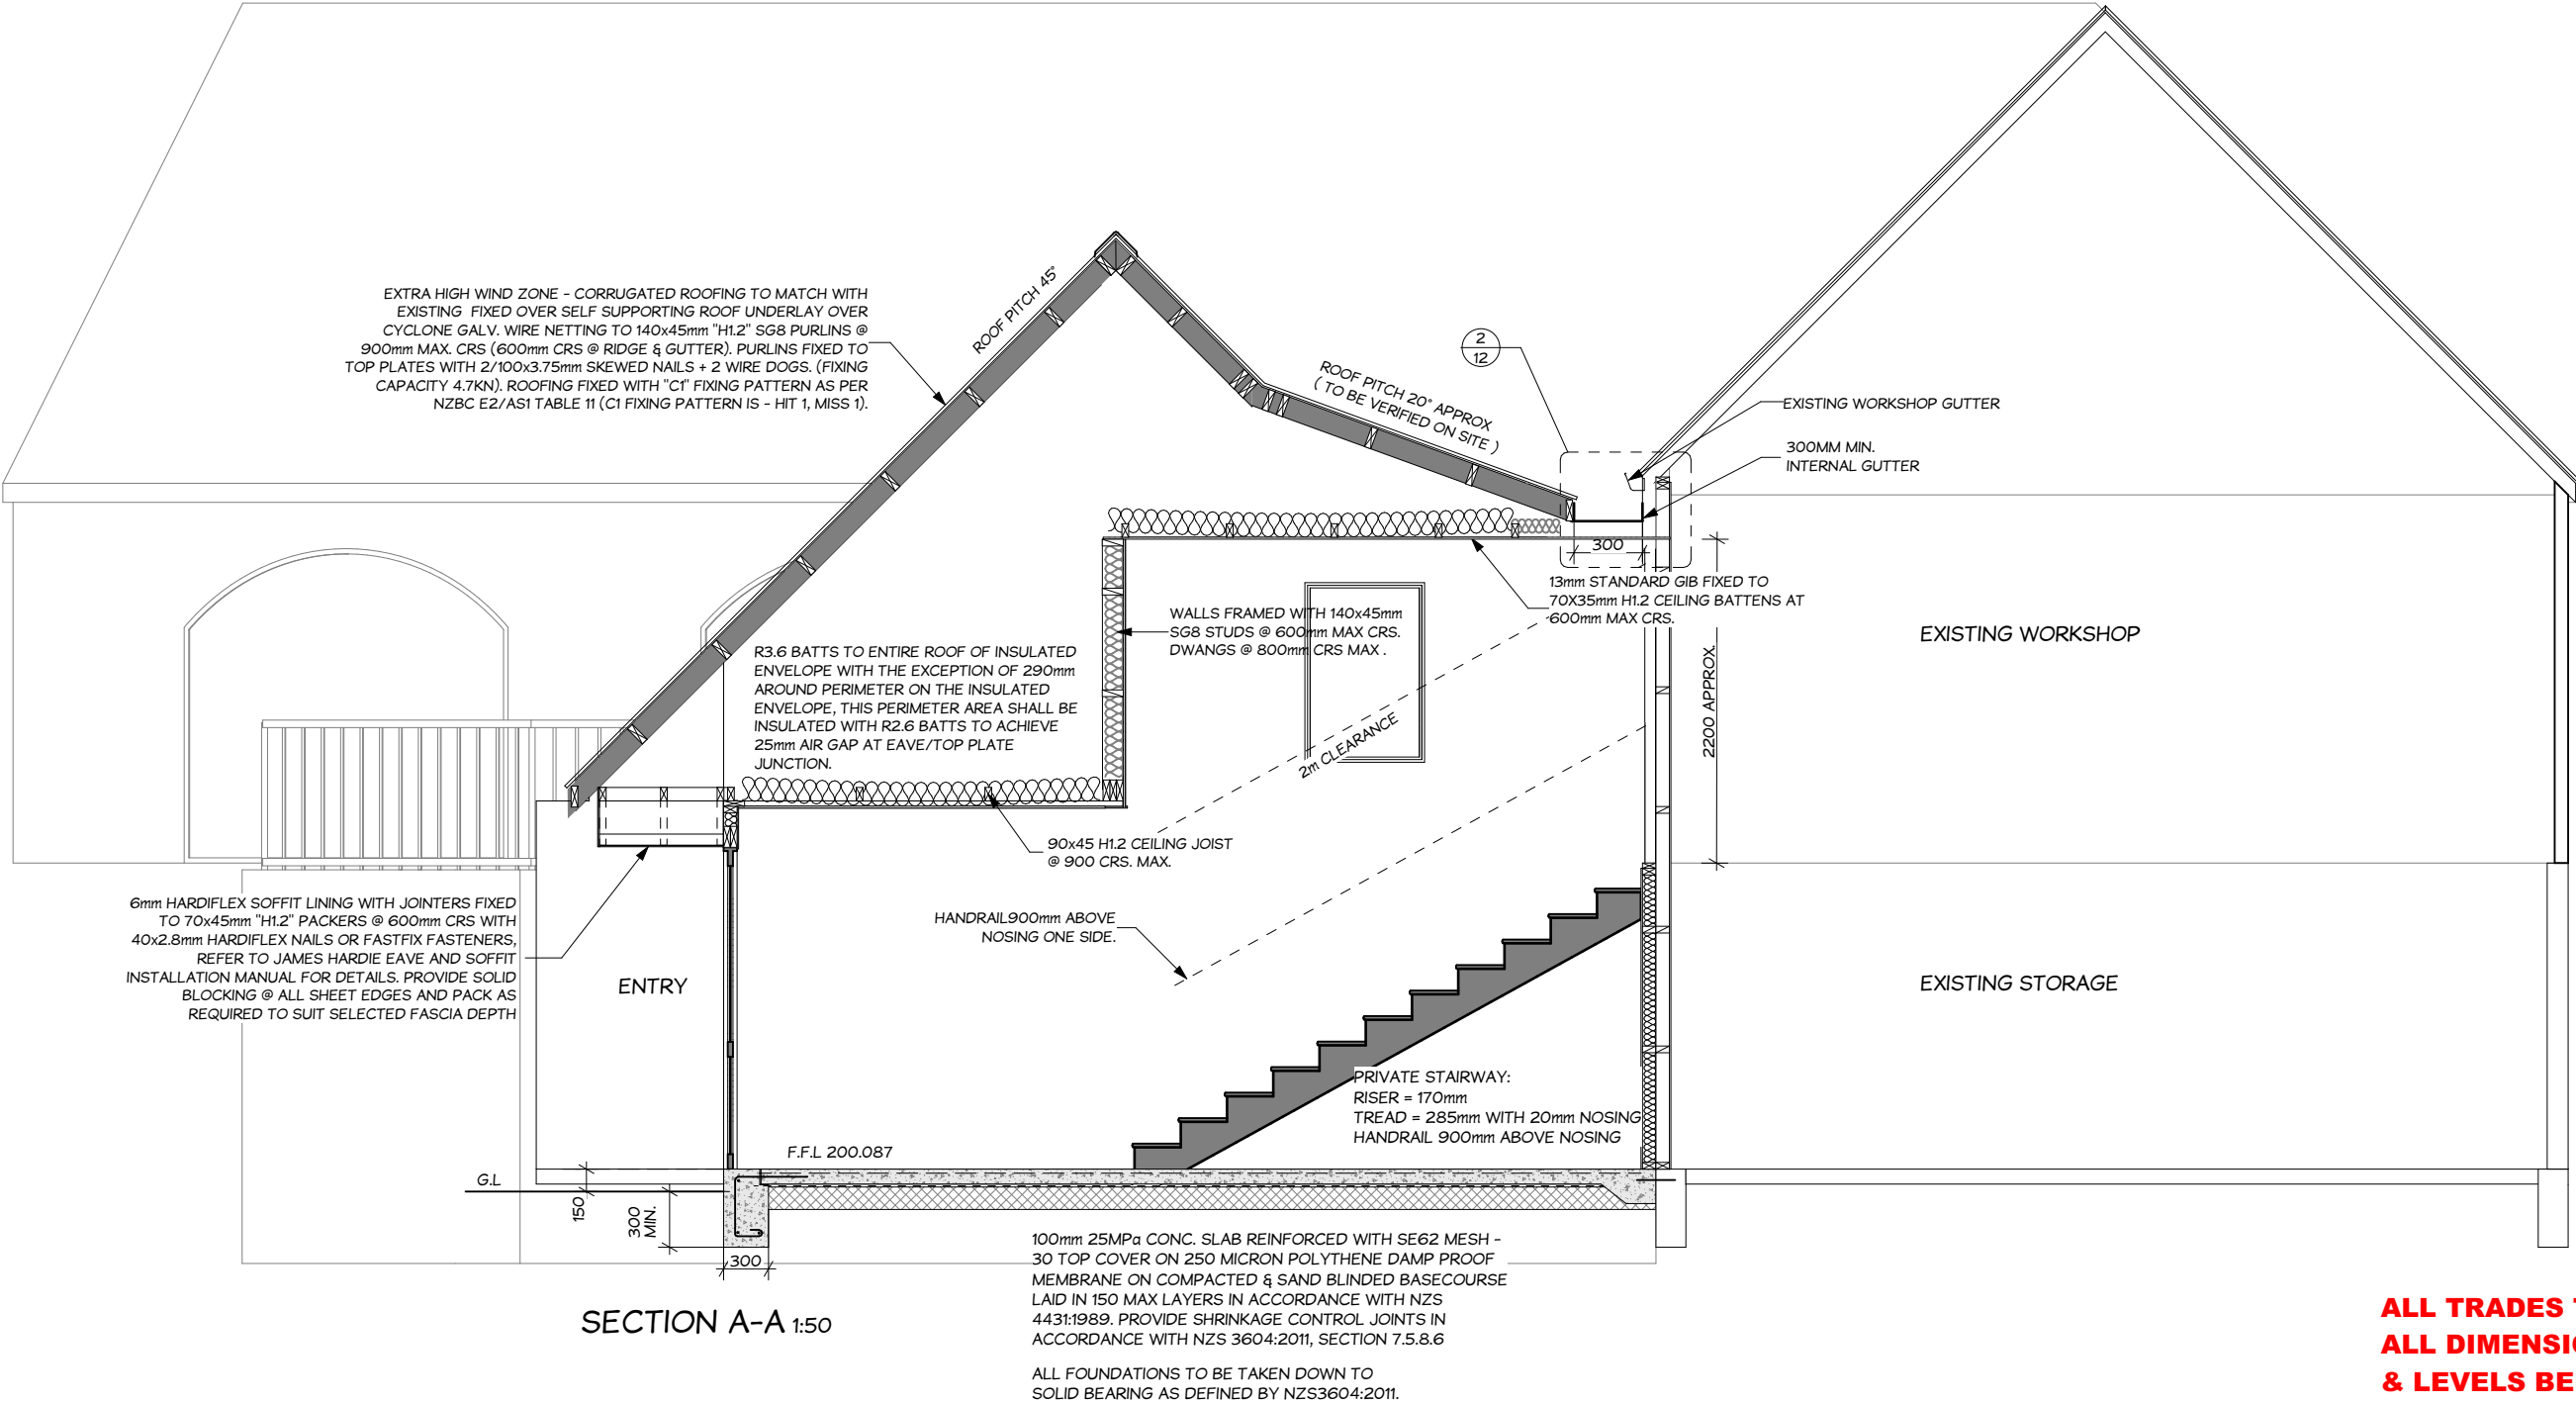 EXTRA HIGH WIND ZONE - CORRUGATED ROOFING TO MATCH WITH
EXISTING FIXED OVER SELF SUPPORTING ROOF UNDERLAY OVER
CYCLONE GALV. WIRE NETTING TO 140x45mm "H1.2" SG8 PURLINS @
900mm MAX. CRS (600mm CRS @ RIDGE & GUTTER). PURLINS FIXED TO
TOP PLATES WITH 2/100x3.75mm SKEWED NAILS + 2 WIRE DOGS. (FIXING
CAPACITY 4.7KN). ROOFING FIXED WITH "C1" FIXING PATTERN AS PER
NZBC E2/AS1 TABLE 11 (C1 FIXING PATTERN IS - HIT 1, MISS 1).
ROOF PITCH 45°
ROOF PITCH 20° APPROX
( TO BE VERIFIED ON SITE )
2
12
EXISTING WORKSHOP GUTTER
300MM MIN.
INTERNAL GUTTER
300
13mm STANDARD GIB FIXED TO
70X35mm H1.2 CEILING BATTENS AT
600mm MAX CRS.
WALLS FRAMED WITH 140x45mm
SG8 STUDS @ 600mm MAX CRS.
DWANGS @ 800mm CRS MAX .
EXISTING WORKSHOP
R3.6 BATTS TO ENTIRE ROOF OF INSULATED
ENVELOPE WITH THE EXCEPTION OF 290mm
AROUND PERIMETER ON THE INSULATED
ENVELOPE, THIS PERIMETER AREA SHALL BE
INSULATED WITH R2.6 BATTS TO ACHIEVE
25mm AIR GAP AT EAVE/TOP PLATE
JUNCTION.
2200 APPROX.
2m CLEARANCE
90x45 H1.2 CEILING JOIST
@ 900 CRS. MAX.
6mm HARDIFLEX SOFFIT LINING WITH JOINTERS FIXED
TO 70x45mm "H1.2" PACKERS @ 600mm CRS WITH
40x2.8mm HARDIFLEX NAILS OR FASTFIX FASTENERS,
REFER TO JAMES HARDIE EAVE AND SOFFIT
INSTALLATION MANUAL FOR DETAILS. PROVIDE SOLID
BLOCKING @ ALL SHEET EDGES AND PACK AS
REQUIRED TO SUIT SELECTED FASCIA DEPTH
HANDRAIL900mm ABOVE
NOSING ONE SIDE.
ENTRY
EXISTING STORAGE
PRIVATE STAIRWAY:
RISER = 170mm
TREAD = 285mm WITH 20mm NOSING
HANDRAIL 900mm ABOVE NOSING
F.F.L 200.087
G.L
150
300
MIN.
300
100mm 25MPa CONC. SLAB REINFORCED WITH SE62 MESH -
30 TOP COVER ON 250 MICRON POLYTHENE DAMP PROOF
MEMBRANE ON COMPACTED & SAND BLINDED BASECOURSE
LAID IN 150 MAX LAYERS IN ACCORDANCE WITH NZS
4431:1989. PROVIDE SHRINKAGE CONTROL JOINTS IN
ACCORDANCE WITH NZS 3604:2011, SECTION 7.5.8.6
ALL FOUNDATIONS TO BE TAKEN DOWN TO
SOLID BEARING AS DEFINED BY NZS3604:2011.
SECTION A-A 1:50
ALL TRADES
ALL DIMENSI
& LEVELS BE